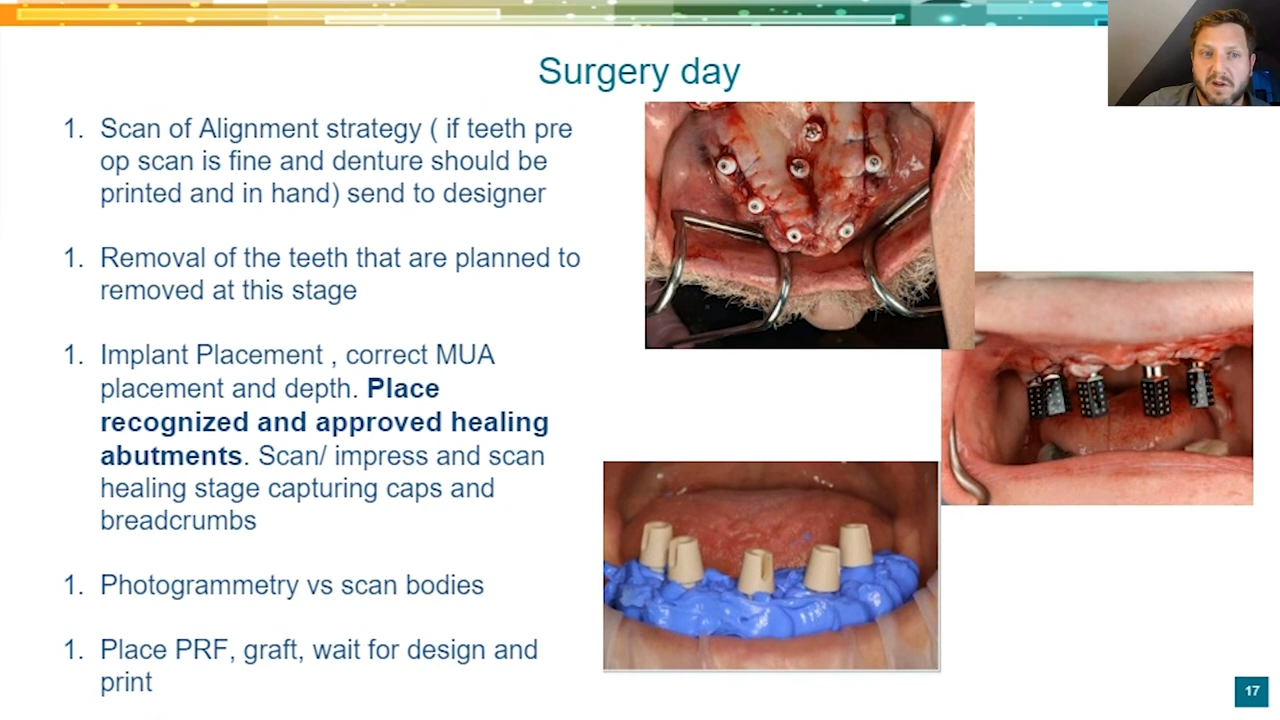 Surgery day
1. Scan of Alignment strategy ( if teeth pre
op scan is fine and denture should be
printed and in hand) send to designer
1. Removal of the teeth that are planned to
removed at this stage
1. Implant Placement , correct MUA
placement and depth. Place
recognized and approved healing
abutments. Scan/ impress and scan
healing stage capturing caps and
breadcrumbs
1. Photogrammetry vs scan bodies
1. Place PRF, graft, wait for design and
print
17